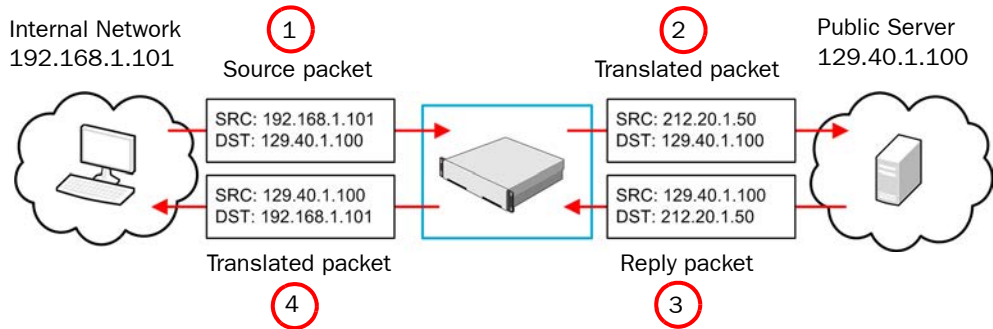 Internal Network
192.168.1.101
1
Source packet
2
Translated packet
Public Server
129.40.1.100
SRC: 192.168.1.101
DST: 129.40.1.100
SRC: 212.20.1.50
DST: 129.40.1.100
SRC: 129.40.1.100
DST: 192.168.1.101
SRC: 129.40.1.100
DST: 212.20.1.50
Translated packet
4
Reply packet
3